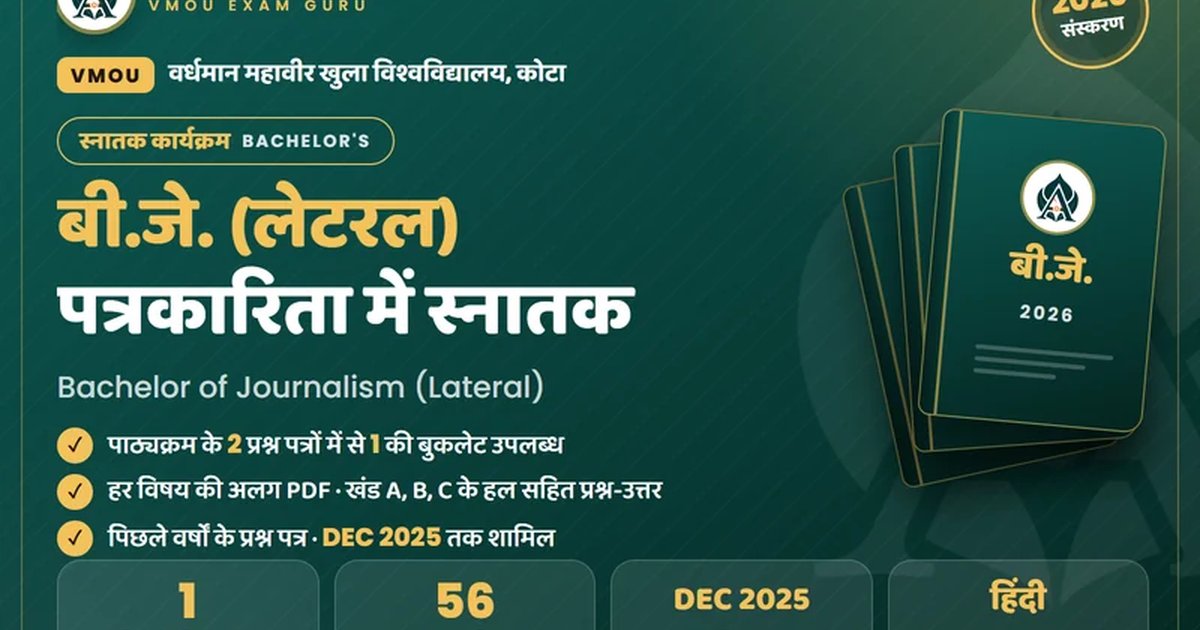 VMOU EXAM GURU
2026
संस्करण
VMOU वर्धमान महावीर खुला विश्वविद्यालय, कोटा
स्नातक कार्यक्रम BACHELOR'S
बी.जे. (लेटरल)
पत्रकारिता में स्नातक
Bachelor of Journalism (Lateral)
पाठ्यक्रम के 2 प्रश्न पत्रों में से 1 की बुकलेट उपलब्ध
हर विषय की अलग PDF · खंड A, B, C के हल सहित प्रश्न-उत्तर
पिछले वर्षों के प्रश्न पत्र · DEC 2025 तक शामिल
बी.जे.
2026
1
56
DEC 2025
हिंदी